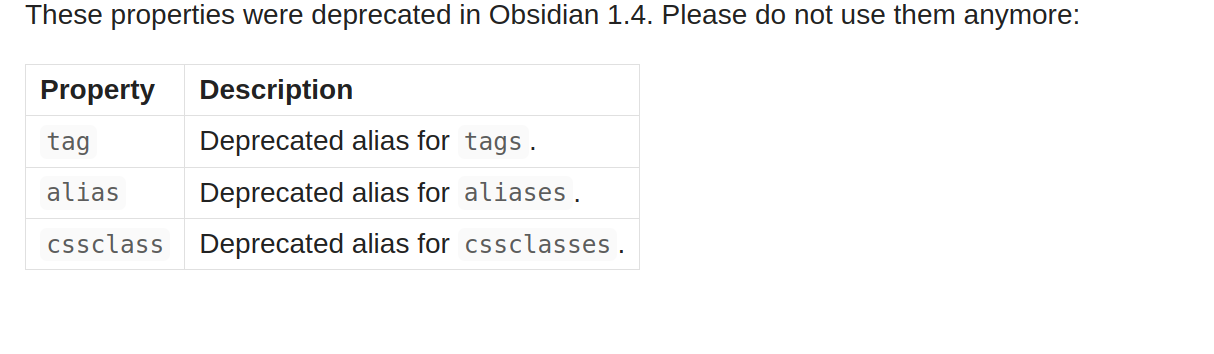 These properties were deprecated in Obsidian 1.4. Please do not use them anymore:
Property Description
tag Deprecated alias for tags.
alias Deprecated alias for aliases.
cssclass Deprecated alias for cssclasses.